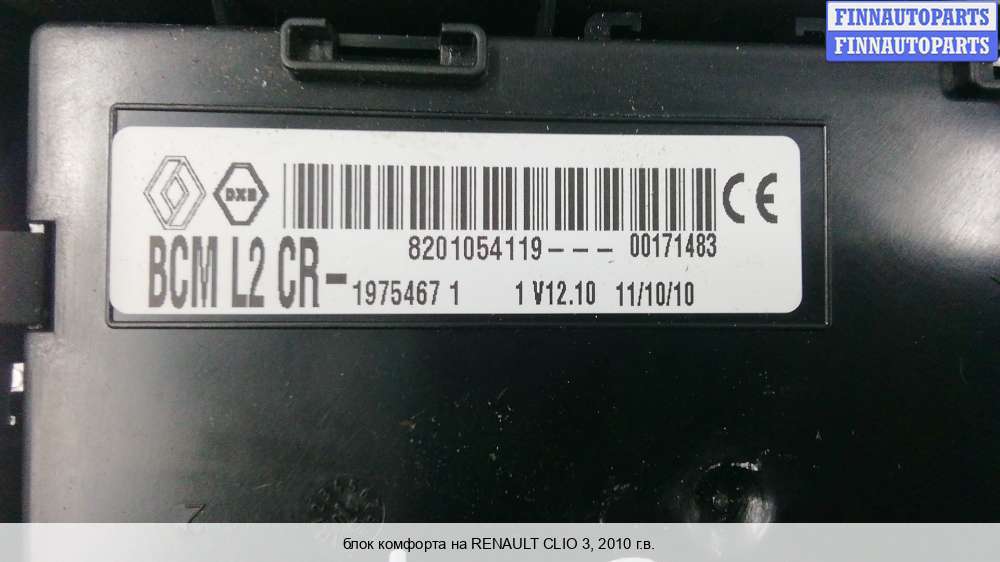 FINNAUTOPARTS
FINNAUTOPARTS
8201054119--- 00171483
BCM L2 CR-1975467 1 1 V12.10 11/10/10
блок комфорта на RENAULT CLIO 3, 2010 г.в.